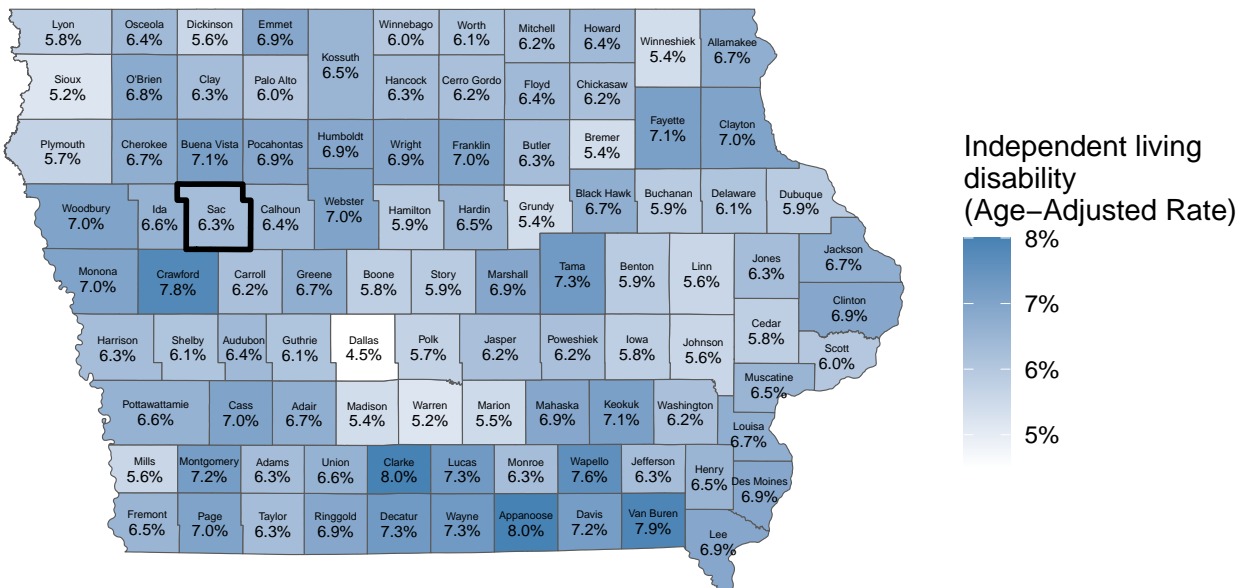 Lyon
5.8%
Osceola
6.4%
Dickinson
5.6%
Emmet
6.9%
Kossuth
6.5%
Winnebago
6.0%
Worth
6.1%
Mitchell
6.2%
Howard
6.4%
Winneshiek
5.4%
Allamakee
6.7%
Sioux
5.2%
O'Brien
6.8%
Clay
6.3%
Palo Alto
6.0%
Hancock
6.3%
Cerro Gordo
6.2%
Floyd
6.4%
Chickasaw
6.2%
Fayette
7.1%
Clayton
7.0%
Plymouth
5.7%
Cherokee
6.7%
Buena Vista
7.1%
Pocahontas
6.9%
Humboldt
6.9%
Wright
6.9%
Franklin
7.0%
Butler
6.3%
Bremer
5.4%
Woodbury
7.0%
Ida
6.6%
Sac
6.3%
Calhoun
6.4%
Webster
7.0%
Hamilton
5.9%
Hardin
6.5%
Grundy
5.4%
Black Hawk
6.7%
Buchanan
5.9%
Delaware
6.1%
Dubuque
5.9%
Monona
7.0%
Crawford
7.8%
Carroll
6.2%
Greene
6.7%
Boone
5.8%
Story
5.9%
Marshall
6.9%
Tama
7.3%
Benton
5.9%
Linn
5.6%
Jones
6.3%
Jackson
6.7%
Clinton
6.9%
Harrison
6.3%
Shelby
6.1%
Audubon
6.4%
Guthrie
6.1%
Dallas
4.5%
Polk
5.7%
Jasper
6.2%
Poweshiek
6.2%
Iowa
5.8%
Johnson
5.6%
Cedar
5.8%
Scott
6.0%
Muscatine
6.5%
Pottawattamie
6.6%
Cass
7.0%
Adair
6.7%
Madison
5.4%
Warren
5.2%
Marion
5.5%
Mahaska
6.9%
Keokuk
7.1%
Washington
6.2%
Louisa
6.7%
Mills
5.6%
Montgomery
7.2%
Adams
6.3%
Union
6.6%
Clarke
8.0%
Lucas
7.3%
Monroe
6.3%
Wapello
7.6%
Jefferson
6.3%
Henry
6.5%
Des Moines
6.9%
Fremont
6.5%
Page
7.0%
Taylor
6.3%
Ringgold
6.9%
Decatur
7.3%
Wayne
7.3%
Appanoose
8.0%
Davis
7.2%
Van Buren
7.9%
Lee
6.9%
Independent living
disability
(Age−Adjusted Rate)
8%
7%
6%
5%